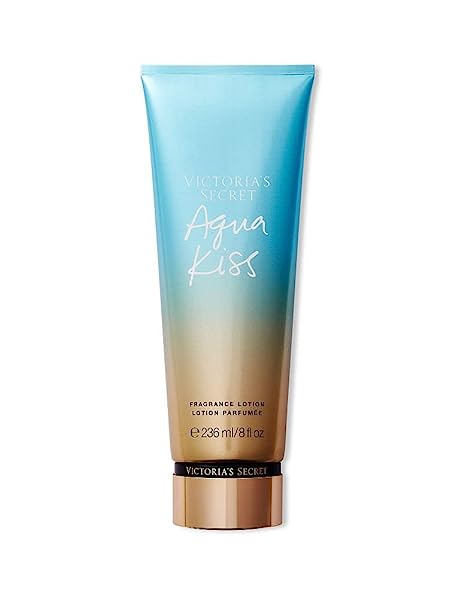 VICTORIA'S
SECRET
Aqua
Kiss
FRAGRANCE LOTION
LOTION PARFUMÉE
℮ 236 ml/8 fl oz
VICTORIA'S SECRET